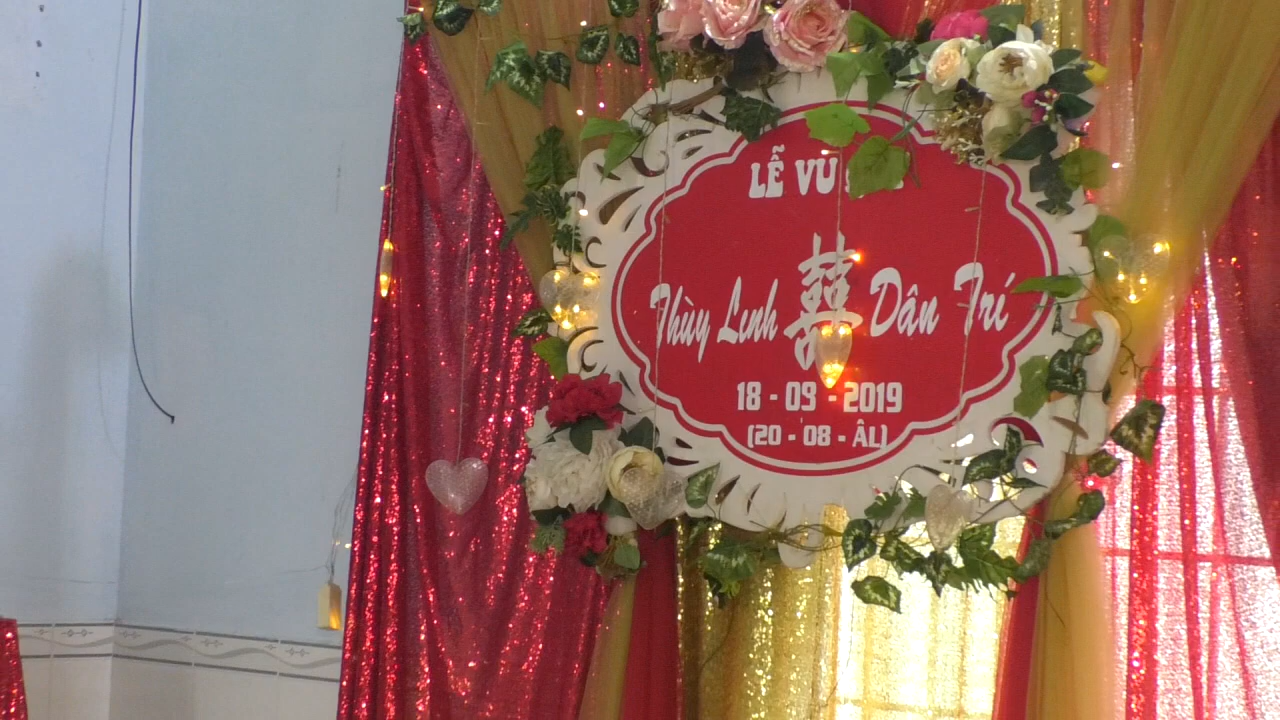 LỄ VU
Thùy Linh 囍 Dân Trí
18 - 09 - 2019
(20 - 08 - ÂL)